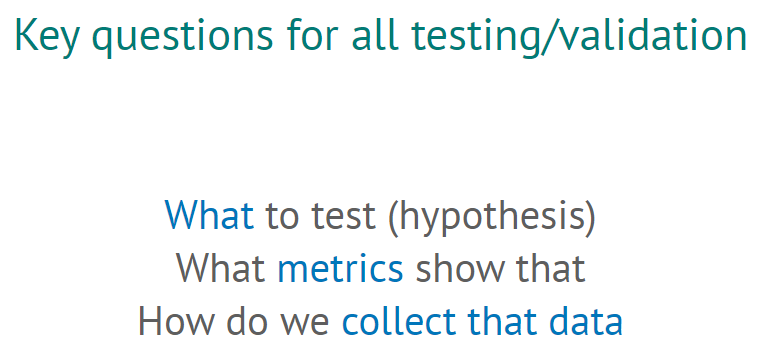 Key questions for all testing/validation
What to test (hypothesis)
What metrics show that
How do we collect that data